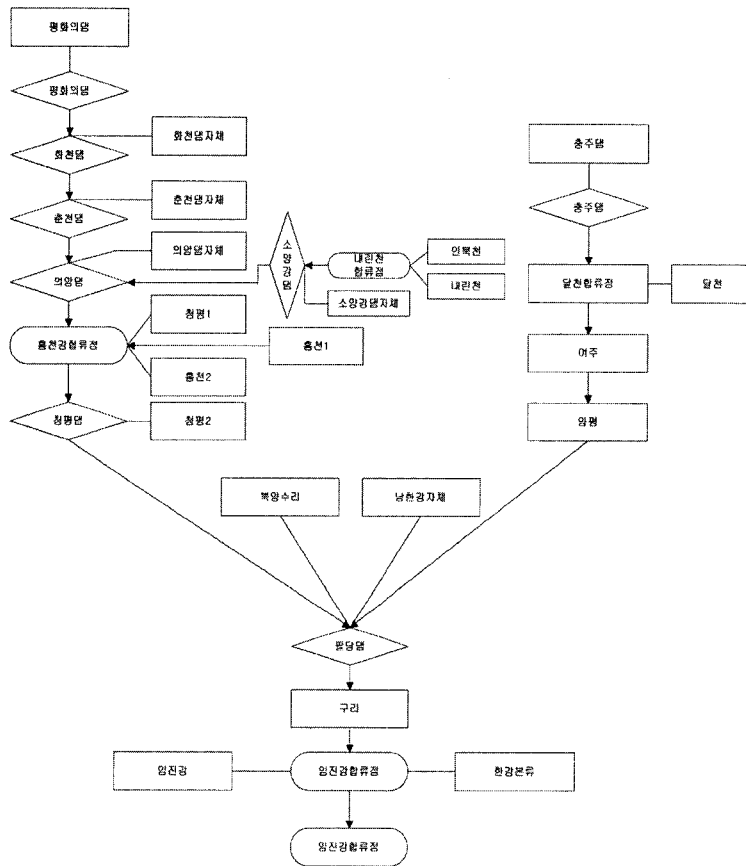 평화의댐
평화의댐
화천댐자체
화천댐
춘천댐자체
춘천댐
의암댐자체
의암댐
소양강댐
내린천
합류점
인북천
내린천
소양강댐자체
청평1
홍천강합류점
홍천1
홍천2
청평댐
청평2
충주댐
충주댐
달천합류점
달천
여주
양평
북양수리
남한강자체
팔당댐
구리
임진강
임진강합류점
한강본류
임진강합류점